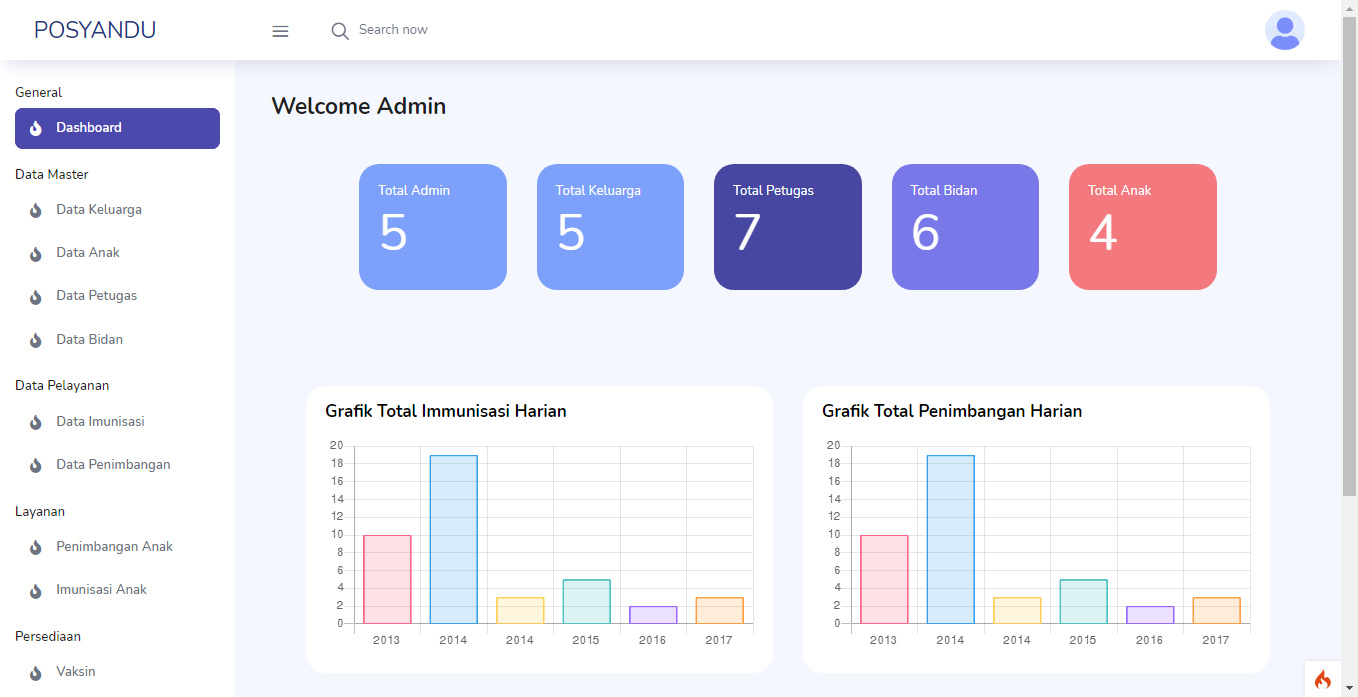 POSYANDU
Search now
General
Dashboard
Data Master
Data Keluarga
Data Anak
Data Petugas
Data Bidan
Data Pelayanan
Data Imunisasi
Data Penimbangan
Layanan
Penimbangan Anak
Imunisasi Anak
Persediaan
Vaksin
Welcome Admin
Total Admin
5
Total Keluarga
5
Total Petugas
7
Total Bidan
6
Total Anak
4
Grafik Total Immunisasi Harian
20
18
16
14
12
10
8
6
4
2
0
2013 2014 2014 2015 2016 2017
Grafik Total Penimbangan Harian
20
18
16
14
12
10
8
6
4
2
0
2013 2014 2014 2015 2016 2017